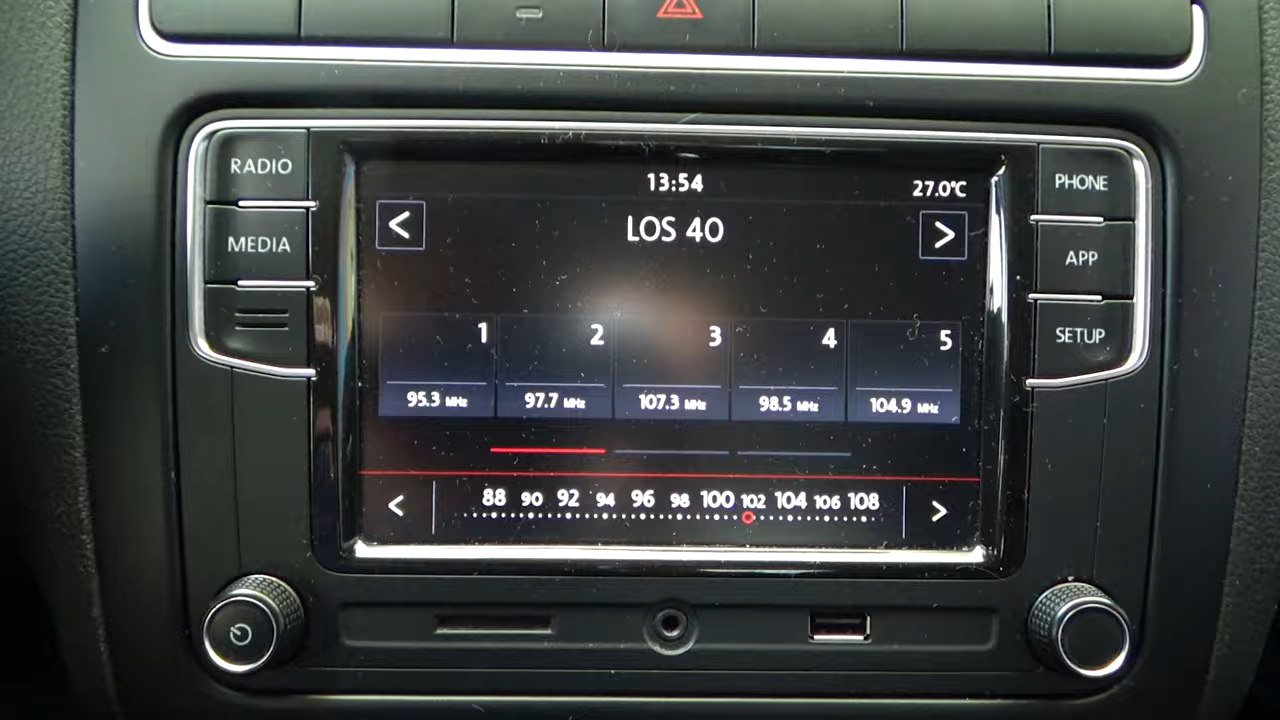 RADIO
MEDIA
PHONE
APP
SETUP
13:54
27.0°C
<
LOS 40
>
1 2 3 4 5
95.3 MHz 97.7 MHz 107.3 MHz 98.5 MHz 104.9 MHz
< 88 90 92 94 96 98 100 102 104 106 108 >